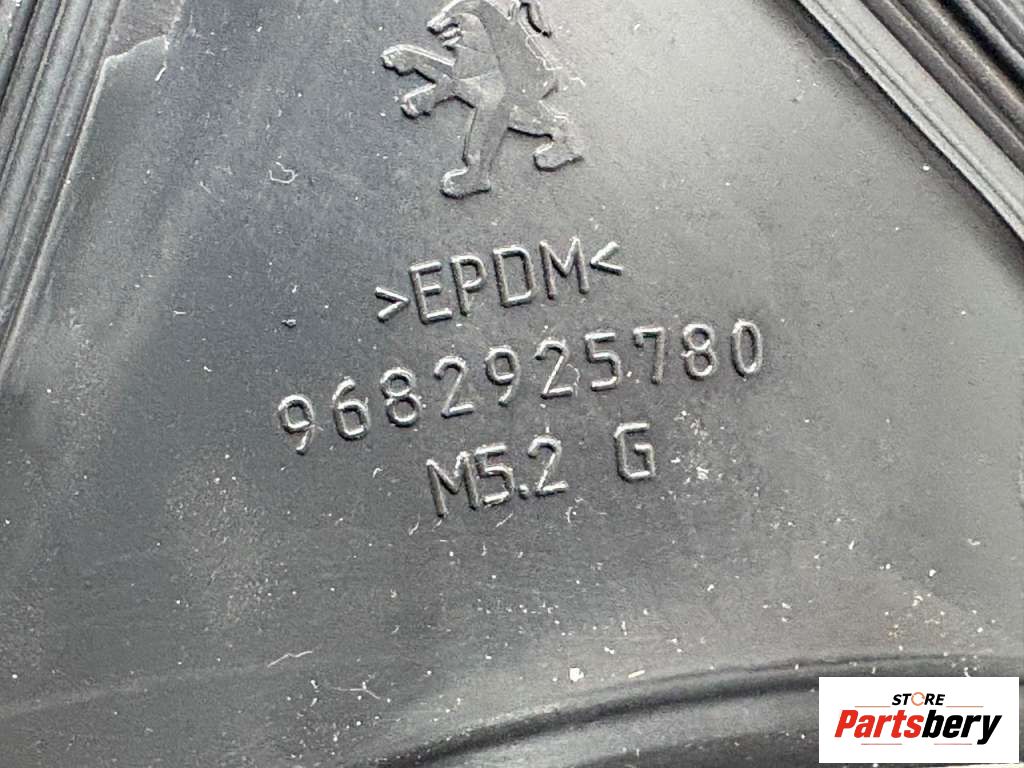 >EPDM<
9682925780
M5.2 G
STORE
Partsbery